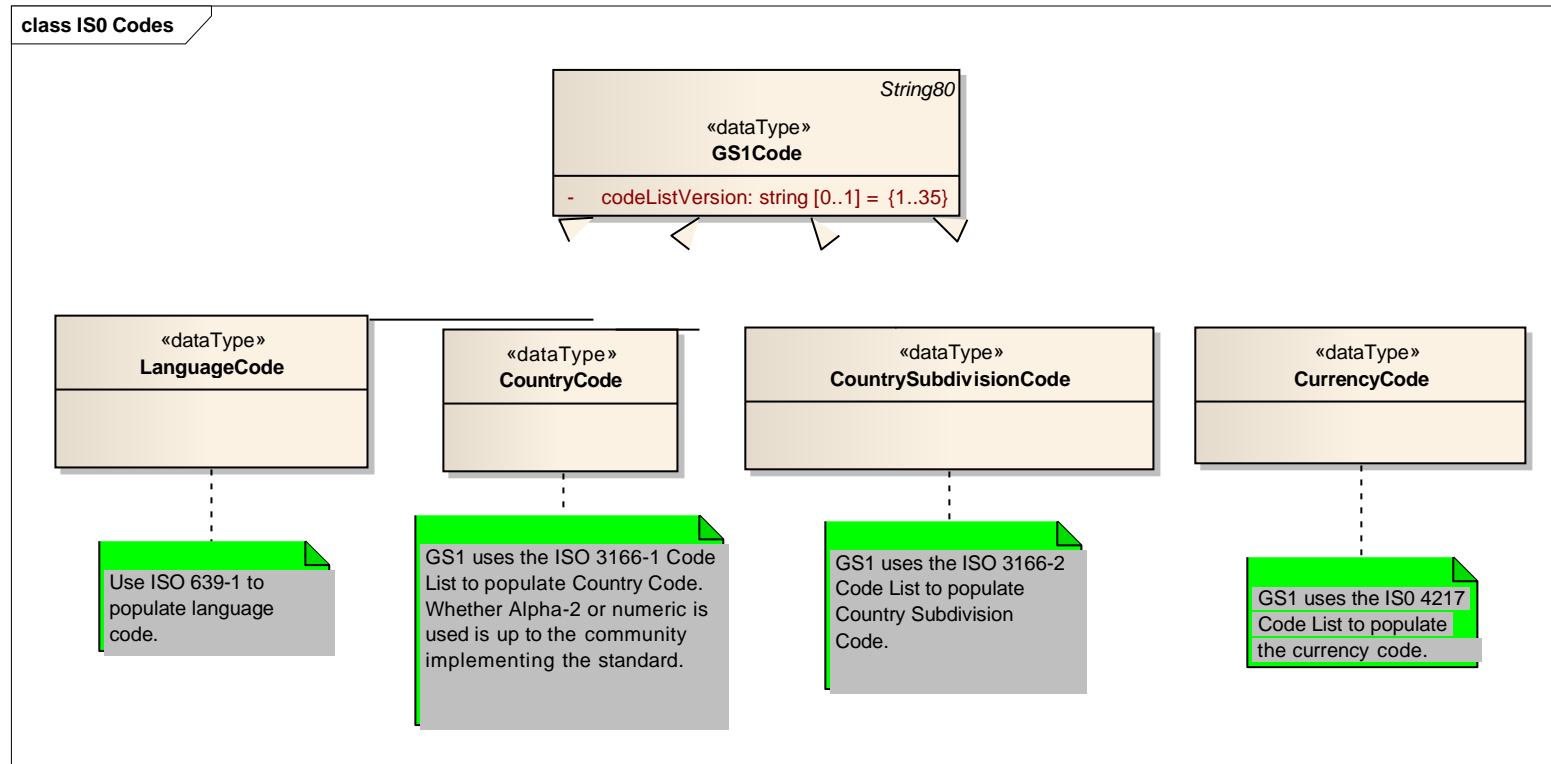 class IS0 Codes
String80
«dataType»
GS1Code
- codeListVersion: string [0..1] = {1..35}
«dataType»
LanguageCode
«dataType»
CountryCode
«dataType»
CountrySubdivisionCode
«dataType»
CurrencyCode
Use ISO 639-1 to
populate language
code.
GS1 uses the ISO 3166-1 Code
List to populate Country Code.
Whether Alpha-2 or numeric is
used is up to the community
implementing the standard.
GS1 uses the ISO 3166-2
Code List to populate
Country Subdivision
Code.
GS1 uses the IS0 4217
Code List to populate
the currency code.